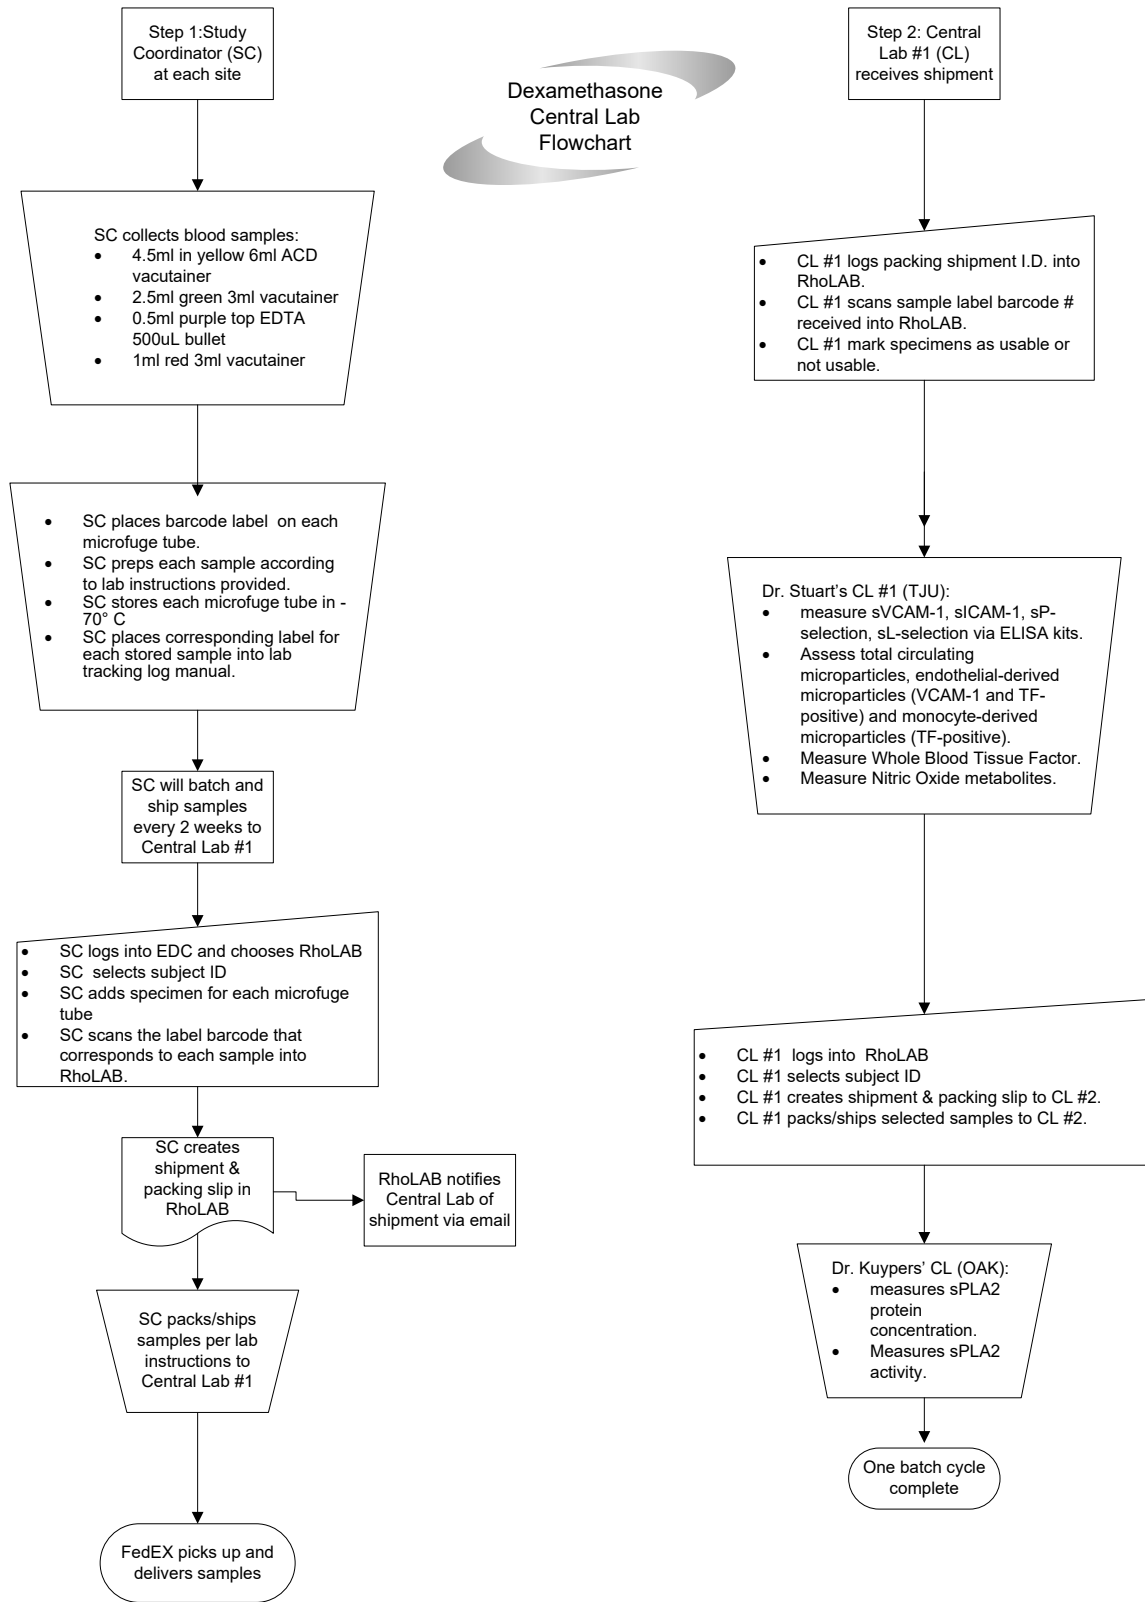 Step 1:Study
Coordinator (SC)
at each site
Dexamethasone
Central Lab
Flowchart
Step 2: Central
Lab #1 (CL)
receives shipment
SC collects blood samples:
• 4.5ml in yellow 6ml ACD
vacutainer
• 2.5ml green 3ml vacutainer
• 0.5ml purple top EDTA
500uL bullet
• 1ml red 3ml vacutainer
• SC places barcode label on each
microfuge tube.
• SC preps each sample according
to lab instructions provided.
• SC stores each microfuge tube in -
70° C
• SC places corresponding label for
each stored sample into lab
tracking log manual.
SC will batch and
ship samples
every 2 weeks to
Central Lab #1
• SC logs into EDC and chooses RhoLAB
• SC selects subject ID
• SC adds specimen for each microfuge
tube
• SC scans the label barcode that
corresponds to each sample into
RhoLAB.
SC creates
shipment &
packing slip in
RhoLAB
RhoLAB notifies
Central Lab of
shipment via email
SC packs/ships
samples per lab
instructions to
Central Lab #1
FedEX picks up and
delivers samples
• CL #1 logs packing shipment I.D. into
RhoLAB.
• CL #1 scans sample label barcode #
received into RhoLAB.
• CL #1 mark specimens as usable or
not usable.
Dr. Stuart's CL #1 (TJU):
• measure sVCAM-1, sICAM-1, sP-
selection, sL-selection via ELISA kits.
• Assess total circulating
microparticles, endothelial-derived
microparticles (VCAM-1 and TF-
positive) and monocyte-derived
microparticles (TF-positive).
• Measure Whole Blood Tissue Factor.
• Measure Nitric Oxide metabolites.
• CL #1 logs into RhoLAB
• CL #1 selects subject ID
• CL #1 creates shipment & packing slip to CL #2.
• CL #1 packs/ships selected samples to CL #2.
Dr. Kuypers' CL (OAK):
• measures sPLA2
protein
concentration.
• Measures sPLA2
activity.
One batch cycle
complete